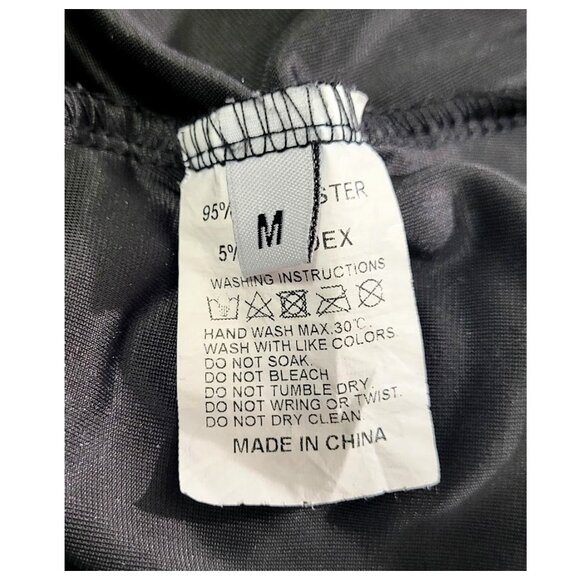 M
95% STER
5% DEX
WASHING INSTRUCTIONS
HAND WASH MAX.30℃.
WASH WITH LIKE COLORS
DO NOT SOAK.
DO NOT BLEACH
DO NOT TUMBLE DRY.
DO NOT WRING OR TWIST.
DO NOT DRY CLEAN
MADE IN CHINA